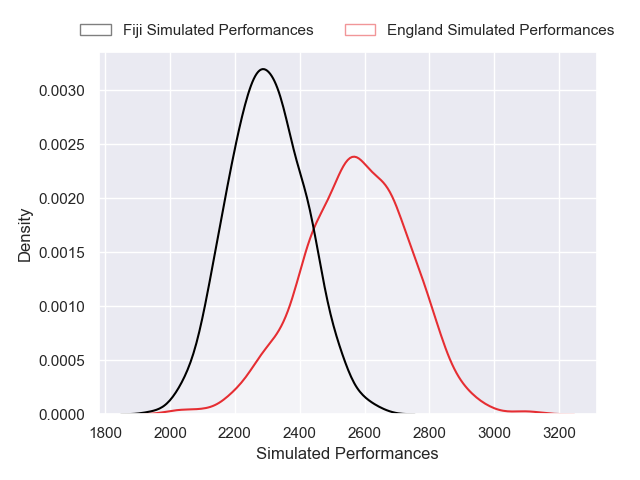 Fiji Simulated Performances England Simulated Performances
0.0030
0.0025
0.0020
0.0015
0.0010
0.0005
0.0000
Density
1800 2000 2200 2400 2600 2800 3000 3200
Simulated Performances